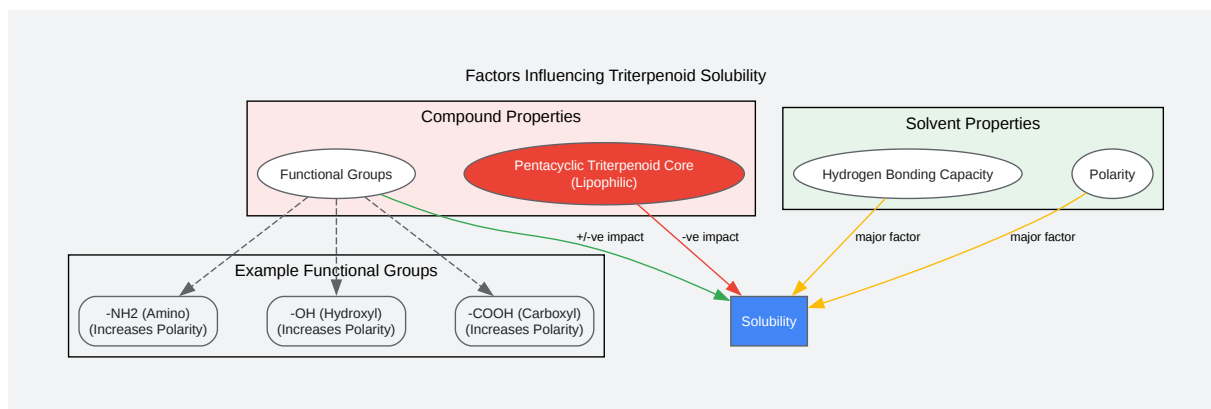 Factors Influencing Triterpenoid Solubility
Compound Properties
Solvent Properties
Functional Groups
Pentacyclic Triterpenoid Core
(Lipophilic)
Hydrogen Bonding Capacity
Polarity
+/-ve impact
-ve impact
major factor
major factor
Example Functional Groups
-NH2 (Amino)
(Increases Polarity)
-OH (Hydroxyl)
(Increases Polarity)
-COOH (Carboxyl)
(Increases Polarity)
Solubility